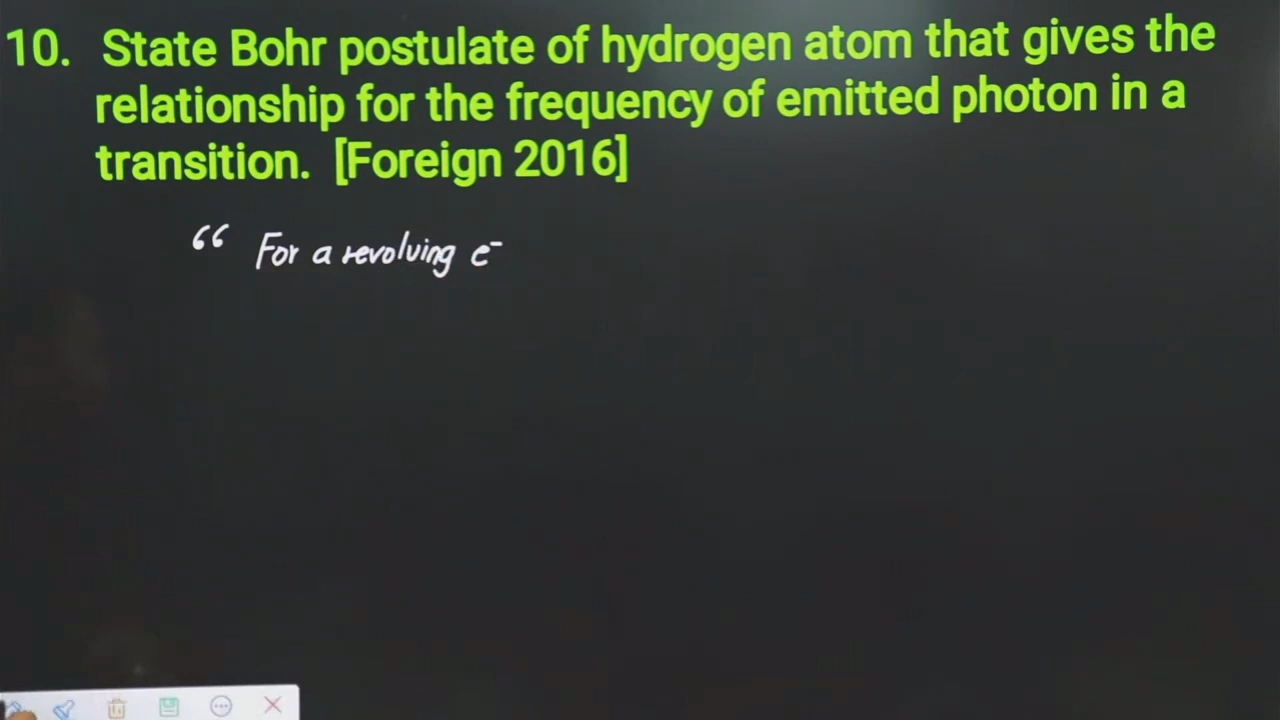 10. State Bohr postulate of hydrogen atom that gives the
relationship for the frequency of emitted photon in a
transition. [Foreign 2016]
“ For a revolving e⁻